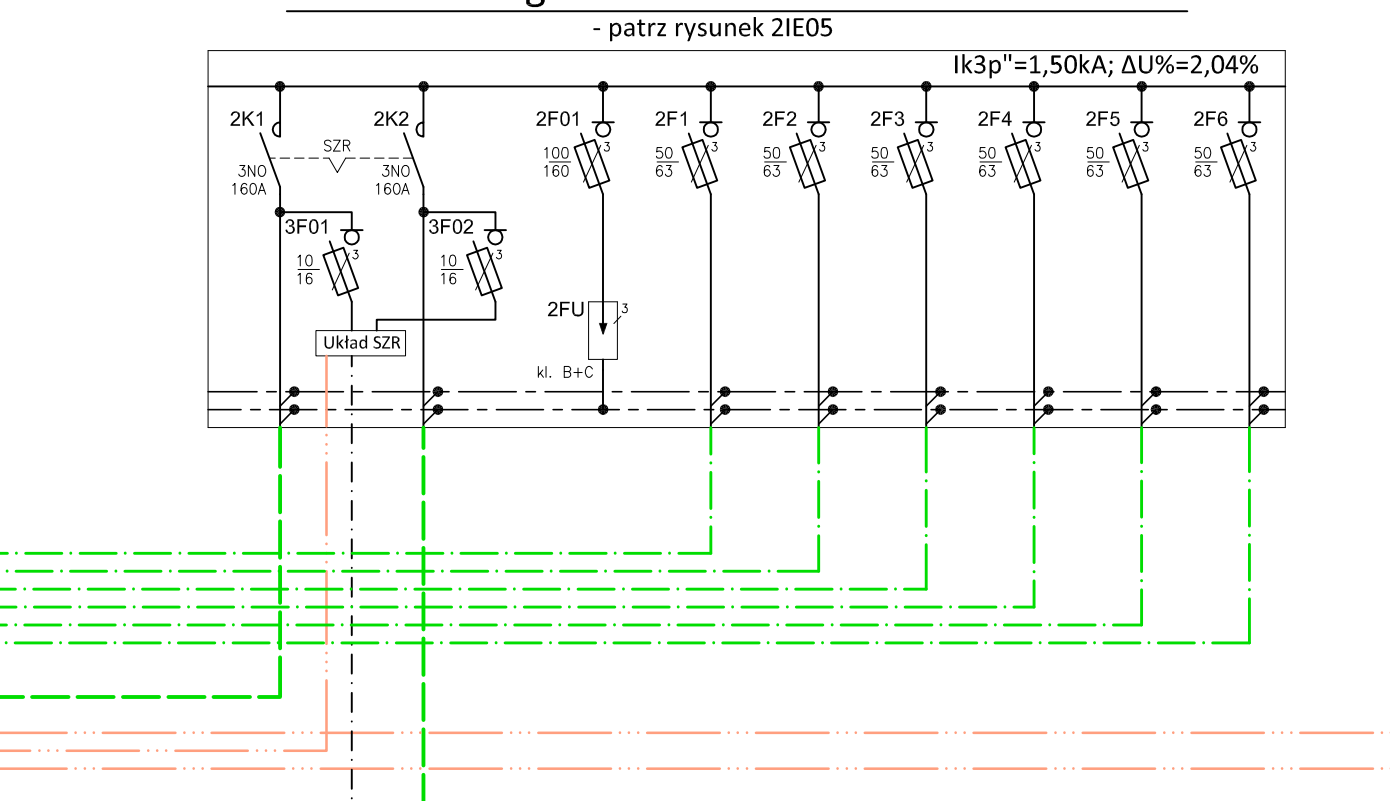 - patrz rysunek 2IE05
Ik3p"=1,50kA; ΔU%=2,04%
2K1
3NO
160A
SZR
2K2
3NO
160A
2F01
100
160
3
2F1
50
63
3
2F2
50
63
3
2F3
50
63
3
2F4
50
63
3
2F5
50
63
3
2F6
50
63
3
3F01
10
16
3
3F02
10
16
3
Układ SZR
2FU
3
kl. B+C